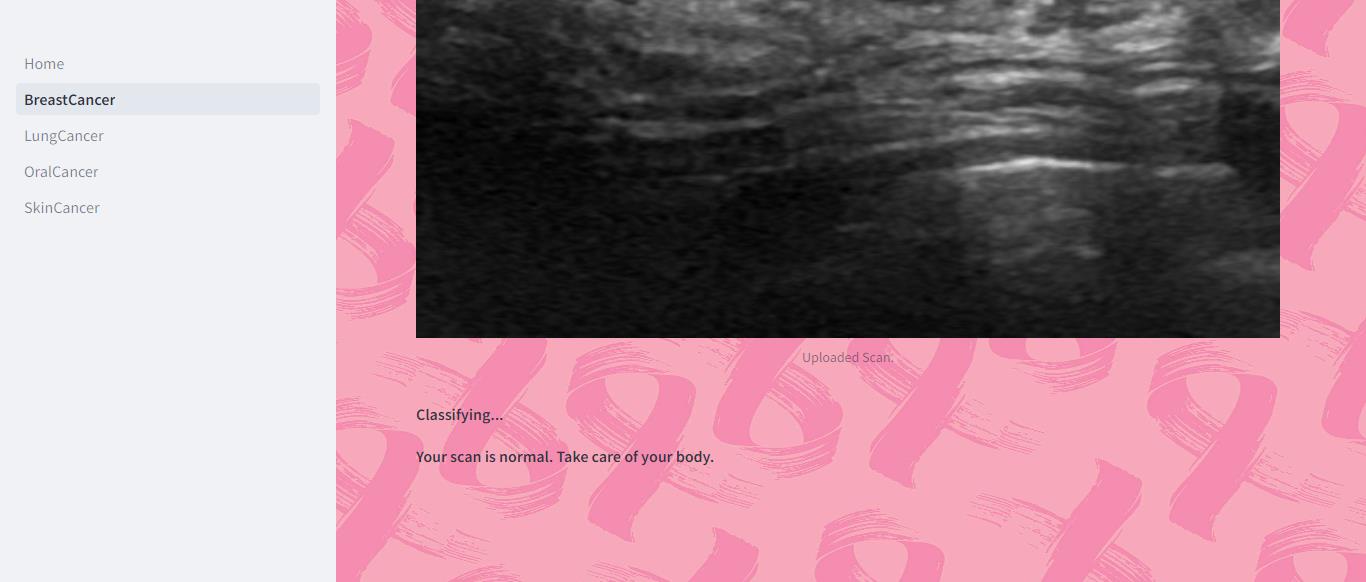 Home
BreastCancer
LungCancer
OralCancer
SkinCancer
Uploaded Scan.
Classifying...
Your scan is normal. Take care of your body.